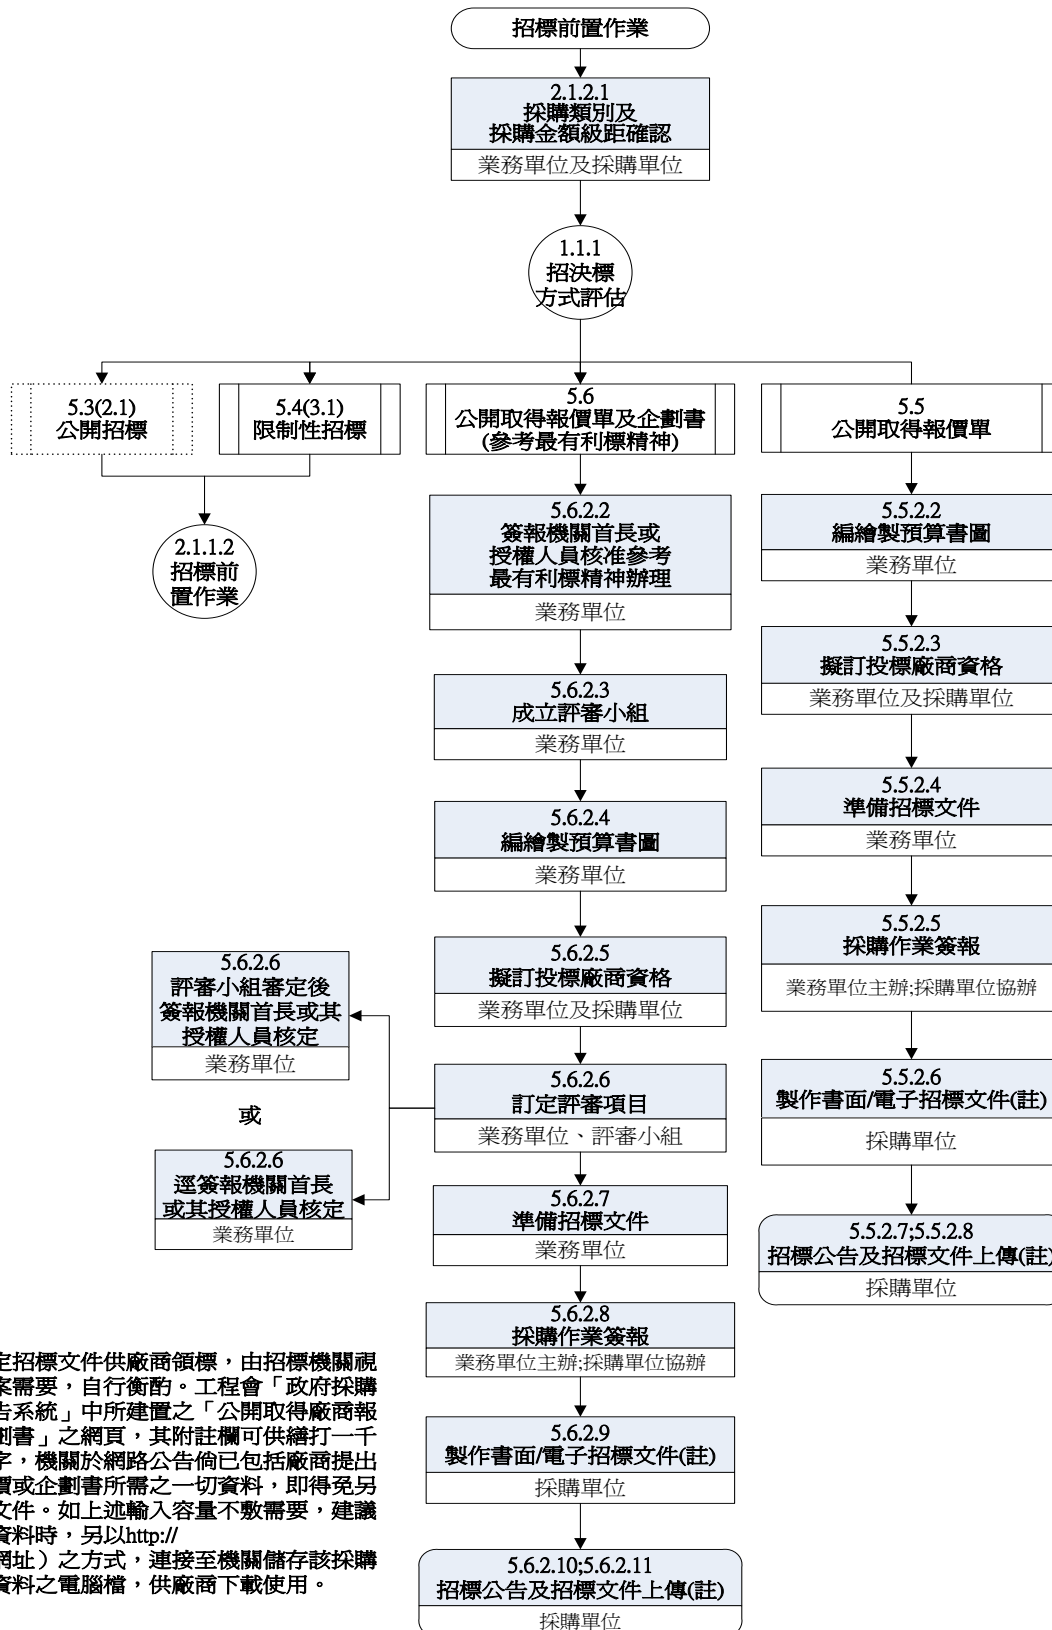 招標前置作業
2.1.2.1
採購類別及
採購金額級距確認
業務單位及採購單位
1.1.1
招決標
方式評估
5.3(2.1)
公開招標
5.4(3.1)
限制性招標
5.6
公開取得報價單及企劃書
(參考最有利標精神)
5.5
公開取得報價單
2.1.1.2
招標前
置作業
5.6.2.2
簽報機關首長或
授權人員核准參考
最有利標精神辦理
業務單位
5.6.2.3
成立評審小組
業務單位
5.6.2.4
編繪製預算書圖
業務單位
5.6.2.5
擬訂投標廠商資格
業務單位及採購單位
5.6.2.6
訂定評審項目
業務單位、評審小組
5.6.2.6
評審小組審定後
簽報機關首長或其
授權人員核定
業務單位
或
5.6.2.6
逕簽報機關首長
或其授權人員核定
業務單位
5.6.2.7
準備招標文件
業務單位
5.6.2.8
採購作業簽報
業務單位主辦;採購單位協辦
5.6.2.9
製作書面/電子招標文件(註)
採購單位
5.6.2.10;5.6.2.11
招標公告及招標文件上傳(註)
採購單位
5.5.2.2
編繪製預算書圖
業務單位
5.5.2.3
擬訂投標廠商資格
業務單位及採購單位
5.5.2.4
準備招標文件
業務單位
5.5.2.5
採購作業簽報
業務單位主辦;採購單位協辦
5.5.2.6
製作書面/電子招標文件(註)
採購單位
5.5.2.7;5.5.2.8
招標公告及招標文件上傳(註)
採購單位
定招標文件供廠商領標，由招標機關視
案需要，自行衡酌。工程會「政府採購
告系統」中所建置之「公開取得廠商報
劃書」之網頁，其附註欄可供繕打一千
字，機關於網路公告倘已包括廠商提出
價或企劃書所需之一切資料，即得免另
文件。如上述輸入容量不敷需要，建議
資料時，另以http://
網址）之方式，連接至機關儲存該採購
資料之電腦檔，供廠商下載使用。